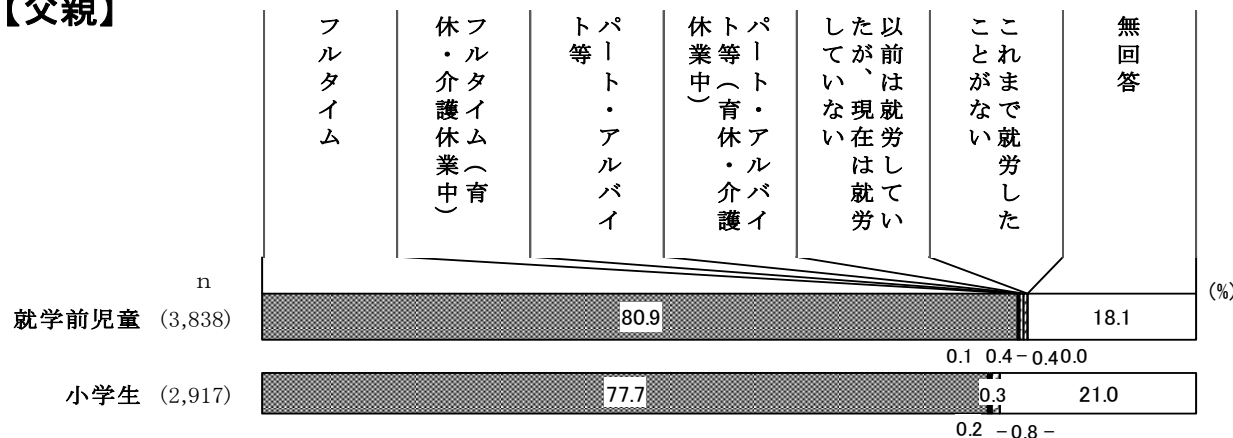 【父親】
フルタイム
フルタイム（育
休・介護休業中）
パート・アルバイ
ト等
パート・アルバイ
ト等（育休・介護
休業中）
以前は就労してい
たが、現在は就労
していない
これまで就労した
ことがない
無回答
n
(%)
就学前児童 (3,838) 80.9 18.1
0.1 0.4 － 0.4 0.0
小学生 (2,917) 77.7 0.3 21.0
0.2 －0.8－